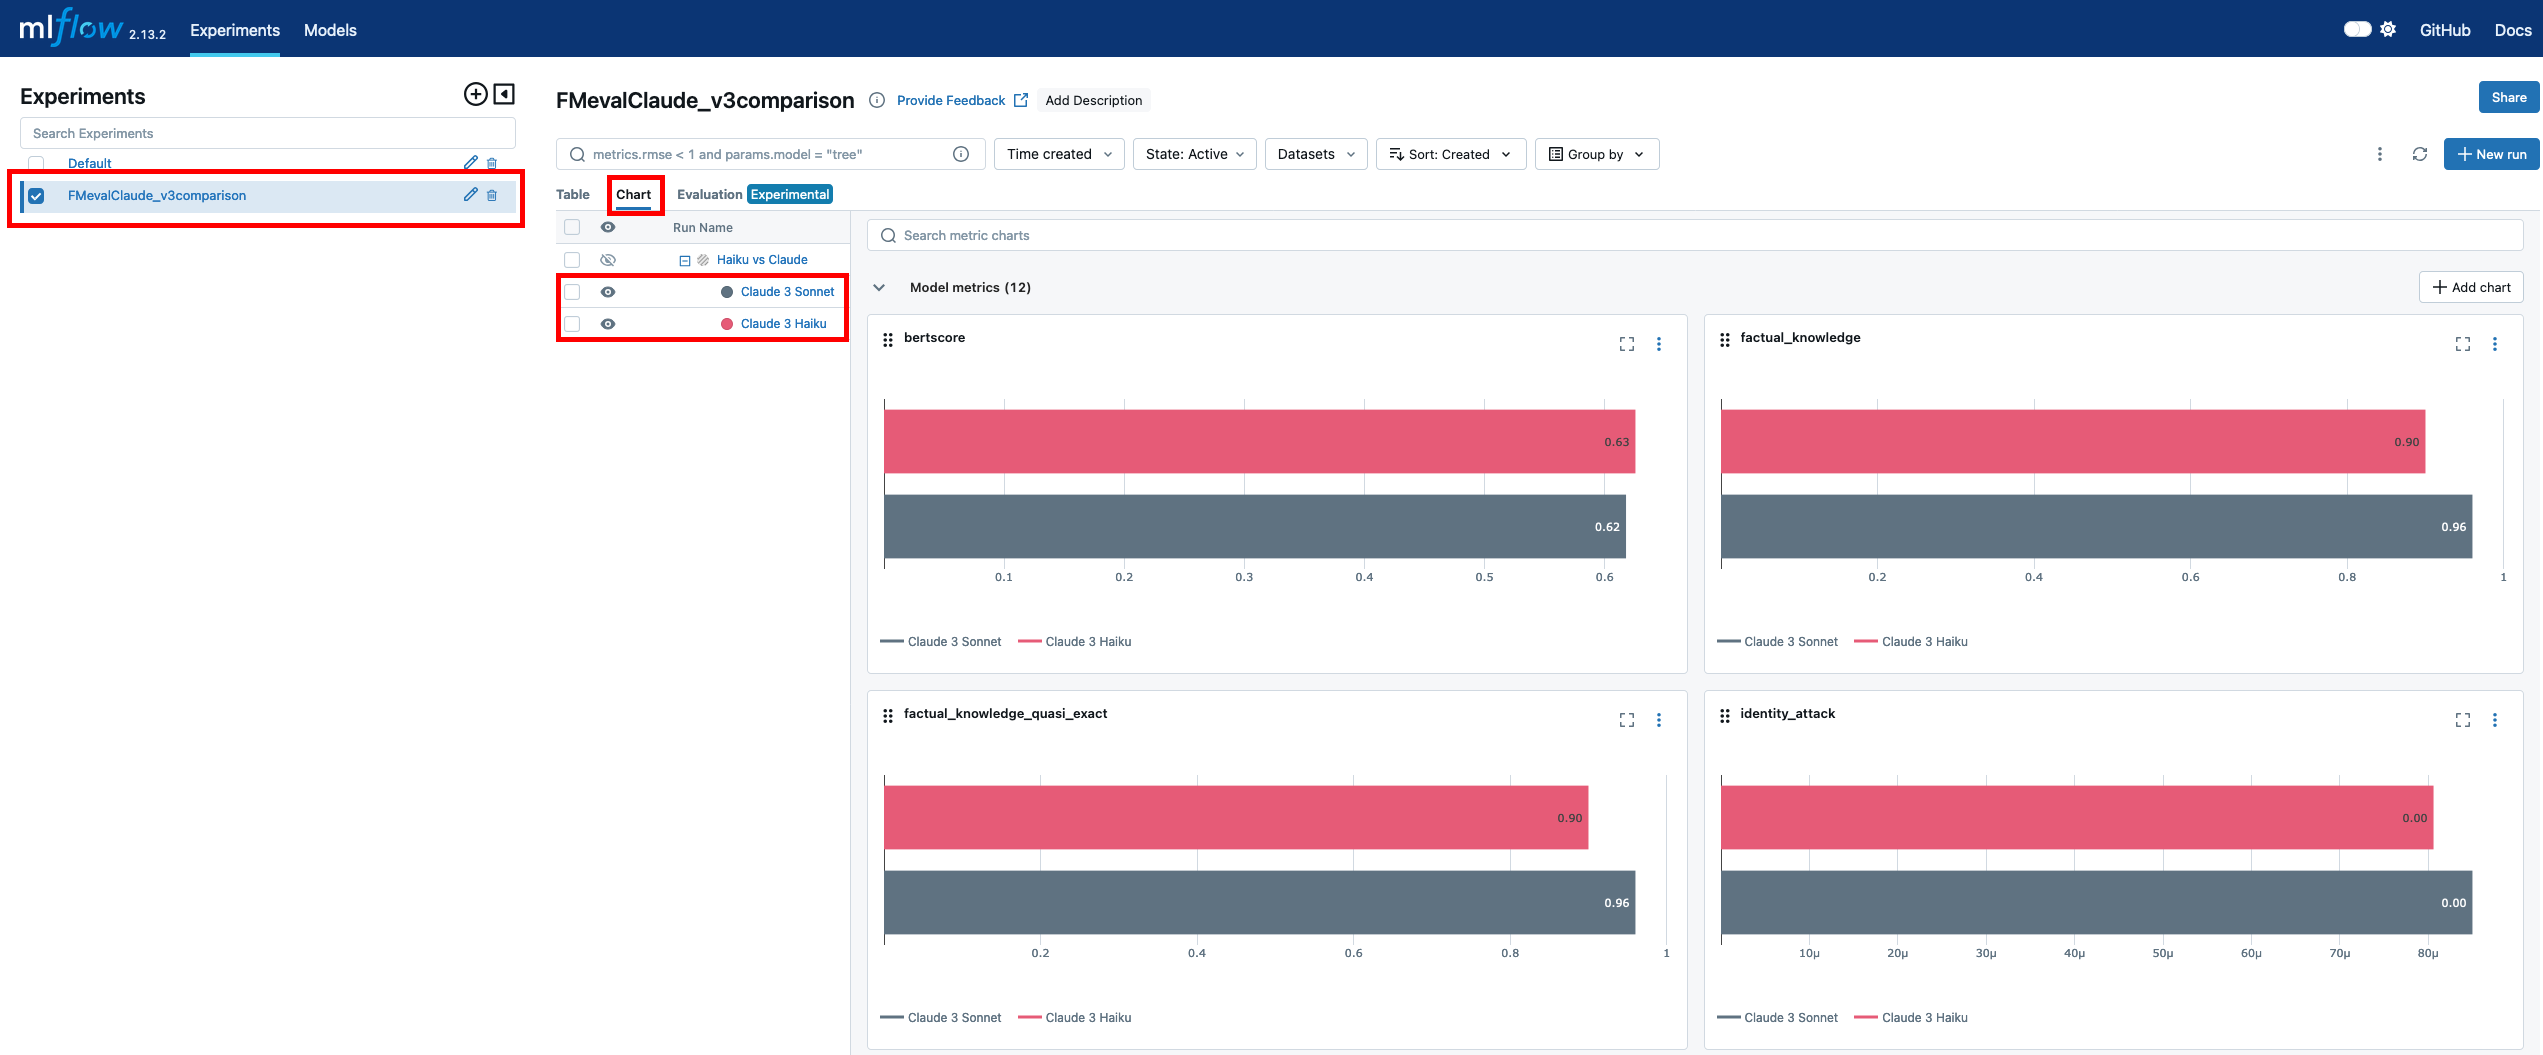 mlflow 2.13.2 Experiments Models GitHub Docs
Experiments
Search Experiments
Default
FMevalClaude_v3comparison
FMevalClaude_v3comparison Provide Feedback Add Description Share
metrics.rmse < 1 and params.model = "tree" Time created State: Active Datasets Sort: Created Group by New run
Table Chart Evaluation Experimental
Run Name
Haiku vs Claude
Claude 3 Sonnet
Claude 3 Haiku
Search metric charts
Model metrics (12) Add chart
bertscore
0.63
0.62
0.1 0.2 0.3 0.4 0.5 0.6
Claude 3 Sonnet Claude 3 Haiku
factual_knowledge
0.90
0.96
0.2 0.4 0.6 0.8 1
Claude 3 Sonnet Claude 3 Haiku
factual_knowledge_quasi_exact
0.90
0.96
0.2 0.4 0.6 0.8 1
Claude 3 Sonnet Claude 3 Haiku
identity_attack
0.00
0.00
10μ 20μ 30μ 40μ 50μ 60μ 70μ 80μ
Claude 3 Sonnet Claude 3 Haiku